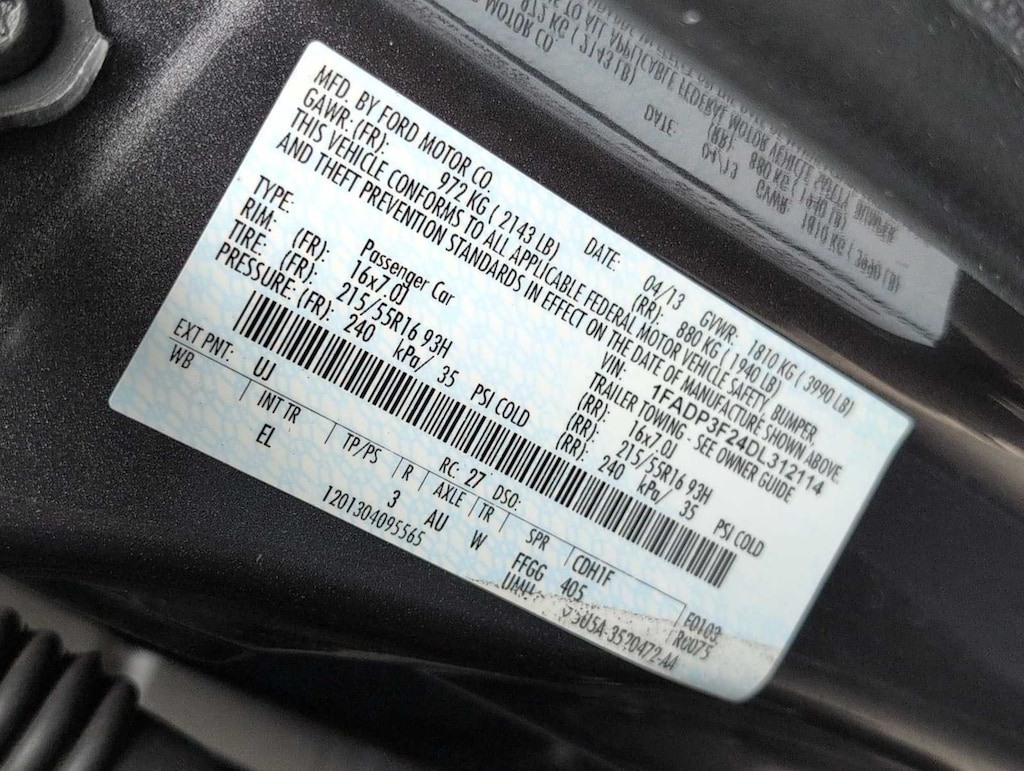 MFD. BY FORD MOTOR CO.
DATE: 04/13 GVWR: 1810 KG ( 3990 LB)
GAWR: (FR): 972 KG ( 2143 LB) (RR): 880 KG ( 1940 LB)
THIS VEHICLE CONFORMS TO ALL APPLICABLE FEDERAL MOTOR VEHICLE SAFETY, BUMPER,
AND THEFT PREVENTION STANDARDS IN EFFECT ON THE DATE OF MANUFACTURE SHOWN ABOVE.
VIN: 1FADP3F24DL312114
TYPE: Passenger Car TRAILER TOWING - SEE OWNER GUIDE
RIM: (FR): 16x7.0J (RR): 16x7.0J
TIRE: (FR): 215/55R16 93H (RR): 215/55R16 93H
PRESSURE: (FR): 240 kPa/ 35 PSI COLD (RR): 240 kPa/ 35 PSI COLD
EXT PNT: UJ RC: 27 DSO:
WB INT TR TP/PS R AXLE TR SPR CDH1F
EL 3 AU W FFGG 405 F0103
1201304095565 R0075